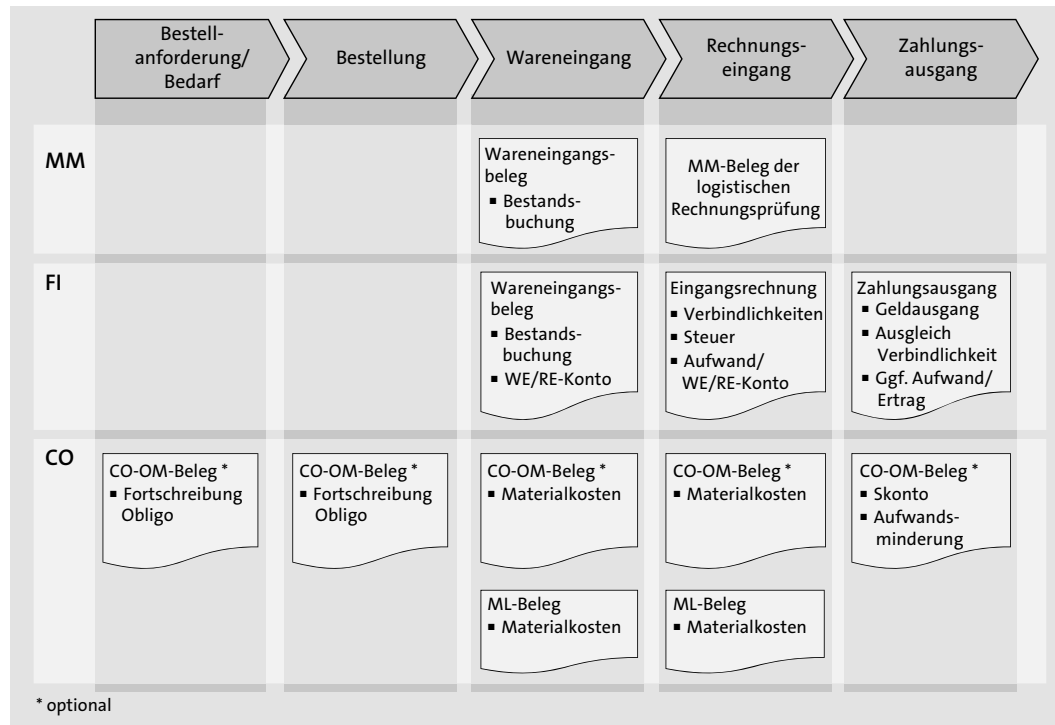 Bestell-
anforderung/
Bedarf
Bestellung
Wareneingang
Rechnungs-
eingang
Zahlungs-
ausgang
MM
Wareneingangs-
beleg
▪ Bestands-
buchung
MM-Beleg der
logistischen
Rechnungsprüfung
FI
Wareneingangs-
beleg
▪ Bestands-
buchung
▪ WE/RE-Konto
Eingangsrechnung
▪ Verbindlichkeiten
▪ Steuer
▪ Aufwand/
WE/RE-Konto
Zahlungsausgang
▪ Geldausgang
▪ Ausgleich
Verbindlichkeit
▪ Ggf. Aufwand/
Ertrag
CO
CO-OM-Beleg *
▪ Fortschreibung
Obligo
CO-OM-Beleg *
▪ Fortschreibung
Obligo
CO-OM-Beleg *
▪ Materialkosten
CO-OM-Beleg *
▪ Materialkosten
CO-OM-Beleg *
▪ Skonto
▪ Aufwands-
minderung
ML-Beleg
▪ Materialkosten
ML-Beleg
▪ Materialkosten
* optional